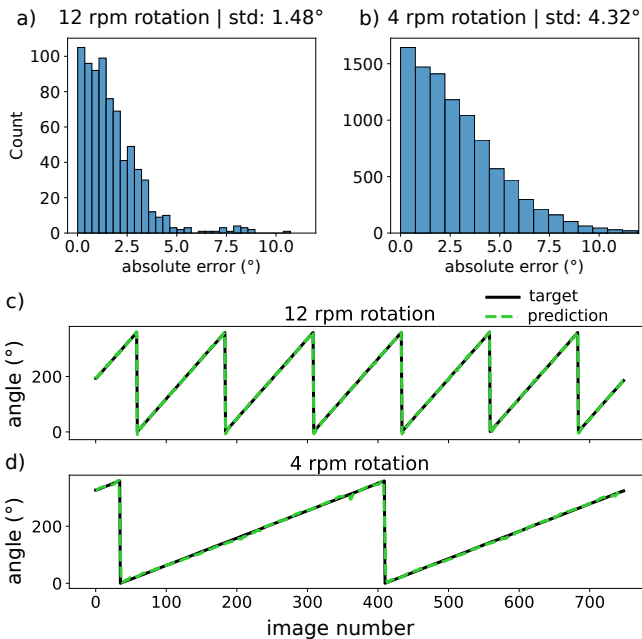 a) 12 rpm rotation | std: 1.48°
b) 4 rpm rotation | std: 4.32°
Count
100
80
60
40
20
0
0.0 2.5 5.0 7.5 10.0
absolute error (°)
1500
1000
500
0
0.0 2.5 5.0 7.5 10.0
absolute error (°)
c)
12 rpm rotation
target
prediction
angle (°)
200
0
d)
4 rpm rotation
angle (°)
200
0
0 100 200 300 400 500 600 700
image number